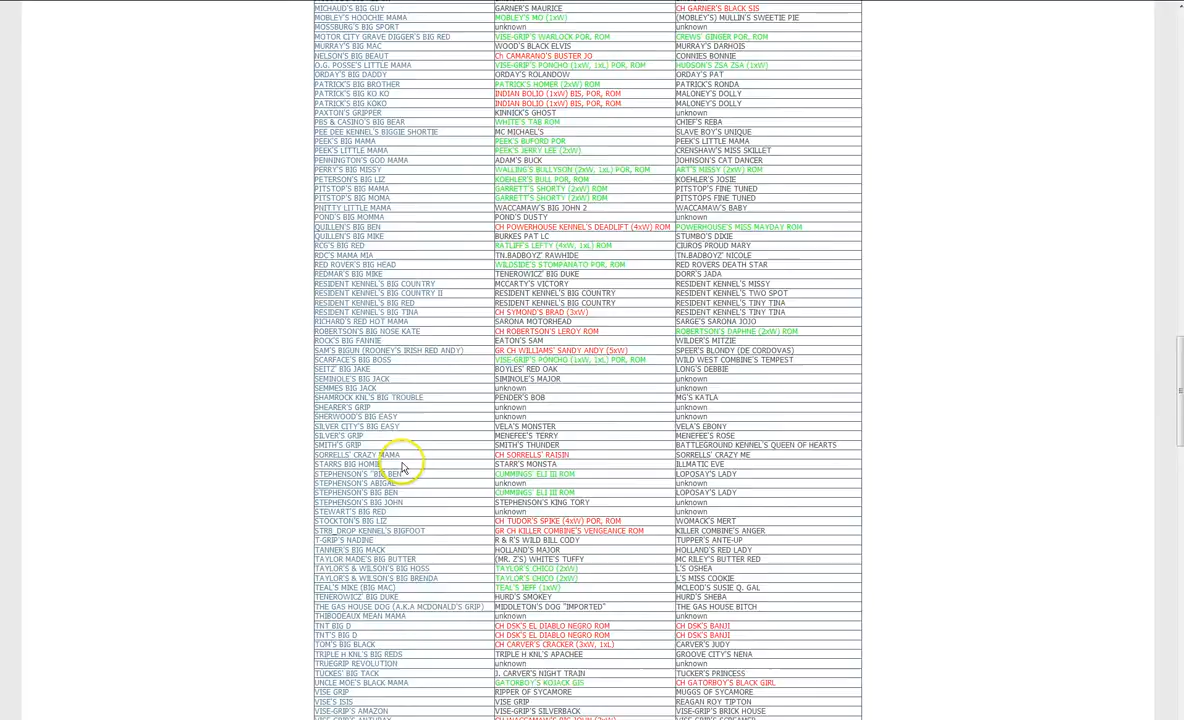 MICHAUD'S BIG GUY GARNER'S MAURICE CH GARNER'S BLACK SIS
MOBLEY'S HOOCHIE MAMA MOBLEY'S MO (1xW) (MOBLEY'S) MULLIN'S SWEETIE PIE
MOSSBURG'S BIG SPORT unknown unknown
MOTOR CITY GRAVE DIGGER'S BIG RED VISE-GRIP'S WARLOCK POR, ROM CREWS' GINGER POR, ROM
MURRAY'S BIG MAC WOOD'S BLACK ELVIS MURRAY'S DARHOIS
NELSON'S BIG BEAUT Ch CAMARANO'S BUSTER JO CONNIES BONNIE
O.G. POSSE'S LITTLE MAMA VISE-GRIP'S PONCHO (1xW, 1xL) POR, ROM HUDSON'S ZSA ZSA (1xW)
ORDAY'S BIG DADDY ORDAY'S ROLANDOW ORDAY'S PAT
PATRICK'S BIG BROTHER PATRICK'S HOMER (2xW) ROM PATRICK'S RONDA
PATRICK'S BIG KO KO INDIAN BOLIO (1xW) BIS, POR, ROM MALONEY'S DOLLY
PATRICK'S BIG KOKO INDIAN BOLIO (1xW) BIS, POR, ROM MALONEY'S DOLLY
PAXTON'S GRIPPER KINNICK'S GHOST unknown
PBS & CASINO'S BIG BEAR WHITE'S TAB ROM CHIEF'S REBA
PEE DEE KENNEL'S BIGGIE SHORTIE MC MICHAEL'S SLAVE BOY'S UNIQUE
PEEK'S BIG MAMA PEEK'S BUFORD POR PEEK'S LITTLE MAMA
PEEK'S LITTLE MAMA PEEK'S JERRY LEE (2xW) CRENSHAW'S MISS SKILLET
PENNINGTON'S GOD MAMA ADAM'S BUCK JOHNSON'S CAT DANCER
PERRY'S BIG MISSY WALLING'S BULLYSON (2xW, 1xL) POR, ROM ART'S MISSY (2xW) ROM
PETERSON'S BIG LIZ KOEHLER'S BULL POR, ROM KOEHLER'S JOSIE
PITSTOP'S BIG MAMA GARRETT'S SHORTY (2xW) ROM PITSTOP'S FINE TUNED
PITSTOP'S BIG MOMA GARRETT'S SHORTY (2xW) ROM PITSTOPS FINE TUNED
PNITTY LITTLE MAMA WACCAMAW'S BIG JOHN 2 WACCAMAW'S BABY
POND'S BIG MOMMA POND'S DUSTY unknown
QUILLEN'S BIG BEN CH POWERHOUSE KENNEL'S DEADLIFT (4xW) ROM POWERHOUSE'S MISS MAYDAY ROM
QUILLEN'S BIG MIKE BURKES PAT LC STUMBO'S DIXIE
RCG'S BIG RED RATLIFF'S LEFTY (4xW, 1xL) ROM CIUROS PROUD MARY
RDC'S MAMA MIA TN.BADBOYZ' RAWHIDE TN.BADBOYZ' NICOLE
RED ROVER'S BIG HEAD WILDSIDE'S STOMPANATO POR, ROM RED ROVERS DEATH STAR
REDMAR'S BIG MIKE TENEROWICZ' BIG DUKE DORR'S JADA
RESIDENT KENNEL'S BIG COUNTRY MCCARTY'S VICTORY RESIDENT KENNEL'S MISSY
RESIDENT KENNEL'S BIG COUNTRY II RESIDENT KENNEL'S BIG COUNTRY RESIDENT KENNEL'S TWO SPOT
RESIDENT KENNEL'S BIG RED RESIDENT KENNEL'S BIG COUNTRY RESIDENT KENNEL'S TINY TINA
RESIDENT KENNEL'S BIG TINA CH SYMOND'S BRAD (3xW) RESIDENT KENNEL'S TINY TINA
RICHARD'S RED HOT MAMA SARONA MOTORHEAD SARGE'S SARONA JOJO
ROBERTSON'S BIG NOSE KATE CH ROBERTSON'S LEROY ROM ROBERTSON'S DAPHNE (2xW) ROM
ROCK'S BIG FANNIE EATON'S SAM WILDER'S MITZIE
SAM'S BIGUN (ROONEY'S IRISH RED ANDY) GR CH WILLIAMS' SANDY ANDY (5xW) SPEER'S BLONDY (DE CORDOVAS)
SCARFACE'S BIG BOSS VISE-GRIP'S PONCHO (1xW, 1xL) POR, ROM WILD WEST COMBINE'S TEMPEST
SEITZ' BIG JAKE BOYLES' RED OAK LONG'S DEBBIE
SEMINOLE'S BIG JACK SIMINOLE'S MAJOR unknown
SEMMES BIG JACK unknown unknown
SHAMROCK KNL'S BIG TROUBLE PENDER'S BOB MG'S KATLA
SHEARER'S GRIP unknown unknown
SHERWOOD'S BIG EASY unknown unknown
SILVER CITY'S BIG EASY VELA'S MONSTER VELA'S EBONY
SILVER'S GRIP MENEFEE'S TERRY MENEFEE'S ROSE
SMITH'S GRIP SMITH'S THUNDER BATTLEGROUND KENNEL'S QUEEN OF HEARTS
SORRELLS' CRAZY MAMA CH SORRELLS' RAISIN SORRELLS' CRAZY ME
STARRS BIG HOMIE STARR'S MONSTA ILLMATIC EVE
STEPHENSON'S "BIG BEN" CUMMINGS' ELI III ROM LOPOSAY'S LADY
STEPHENSON'S ABIGAL unknown unknown
STEPHENSON'S BIG BEN CUMMINGS' ELI III ROM LOPOSAY'S LADY
STEPHENSON'S BIG JOHN STEPHENSON'S KING TORY unknown
STEWART'S BIG RED unknown unknown
STOCKTON'S BIG LIZ CH TUDOR'S SPIKE (4xW) POR, ROM WOMACK'S MERT
STRB_DROP KENNEL'S BIGFOOT GR CH KILLER COMBINE'S VENGEANCE ROM KILLER COMBINE'S ANGER
T-GRIP'S NADINE R & R'S WILD BILL CODY TUPPER'S ANTE-UP
TANNER'S BIG MACK HOLLAND'S MAJOR HOLLAND'S RED LADY
TAYLOR MADE'S BIG BUTTER (MR. Z'S) WHITE'S TUFFY MC RILEY'S BUTTER RED
TAYLOR'S & WILSON'S BIG HOSS TAYLOR'S CHICO (2xW) L'S OSHEA
TAYLOR'S & WILSON'S BIG BRENDA TAYLOR'S CHICO (2xW) L'S MISS COOKIE
TEAL'S MIKE (BIG MAC) TEAL'S JEFF (1xW) MCLEOD'S SUSIE Q. GAL
TENEROWICZ' BIG DUKE HURD'S SMOKEY HURD'S SHEBA
THE GAS HOUSE DOG (A.K.A MCDONALD'S GRIP) MIDDLETON'S DOG "IMPORTED" THE GAS HOUSE BITCH
THIBODEAUX MEAN MAMA unknown unknown
TNT BIG D CH DSK'S EL DIABLO NEGRO ROM CH DSK'S BANJI
TNT'S BIG D CH DSK'S EL DIABLO NEGRO ROM CH DSK'S BANJI
TOM'S BIG BLACK CH CARVER'S CRACKER (3xW, 1xL) CARVER'S JUDY
TRIPLE H KNL'S BIG REDS TRIPLE H KNL'S APACHEE GROOVE CITY'S NENA
TRUEGRIP REVOLUTION unknown unknown
TUCKES' BIG TACK J. CARVER'S NIGHT TRAIN TUCKER'S PRINCESS
UNCLE MOE'S BLACK MAMA GATORBOY'S KOJACK GIS CH GATORBOY'S BLACK GIRL
VISE GRIP RIPPER OF SYCAMORE MUGGS OF SYCAMORE
VISE'S ISIS VISE GRIP REAGAN ROY TIPTON
VISE-GRIP'S AMAZON VISE-GRIP'S SILVERBACK VISE-GRIP'S BRICK HOUSE
VISE-GRIP'S ANTHRAX CH WACCAMAW'S BIG JOHN (3xW) VISE-GRIP'S SCREAMER